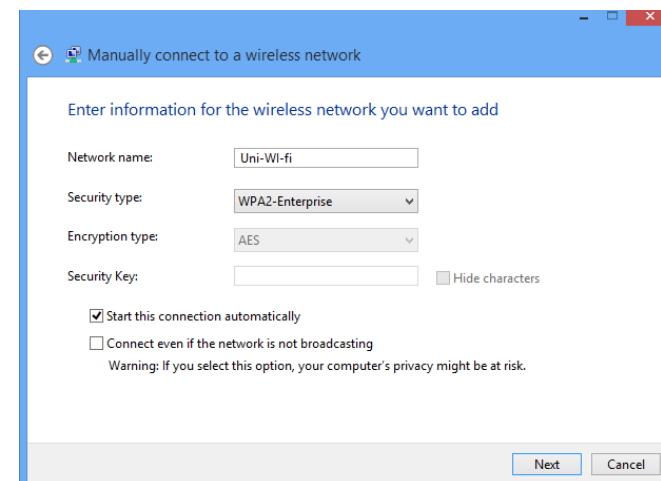 Manually connect to a wireless network
Enter information for the wireless network you want to add
Network name: Uni-WI-fi
Security type: WPA2-Enterprise
Encryption type: AES
Security Key: Hide characters
Start this connection automatically
Connect even if the network is not broadcasting
Warning: If you select this option, your computer's privacy might be at risk.
Next Cancel